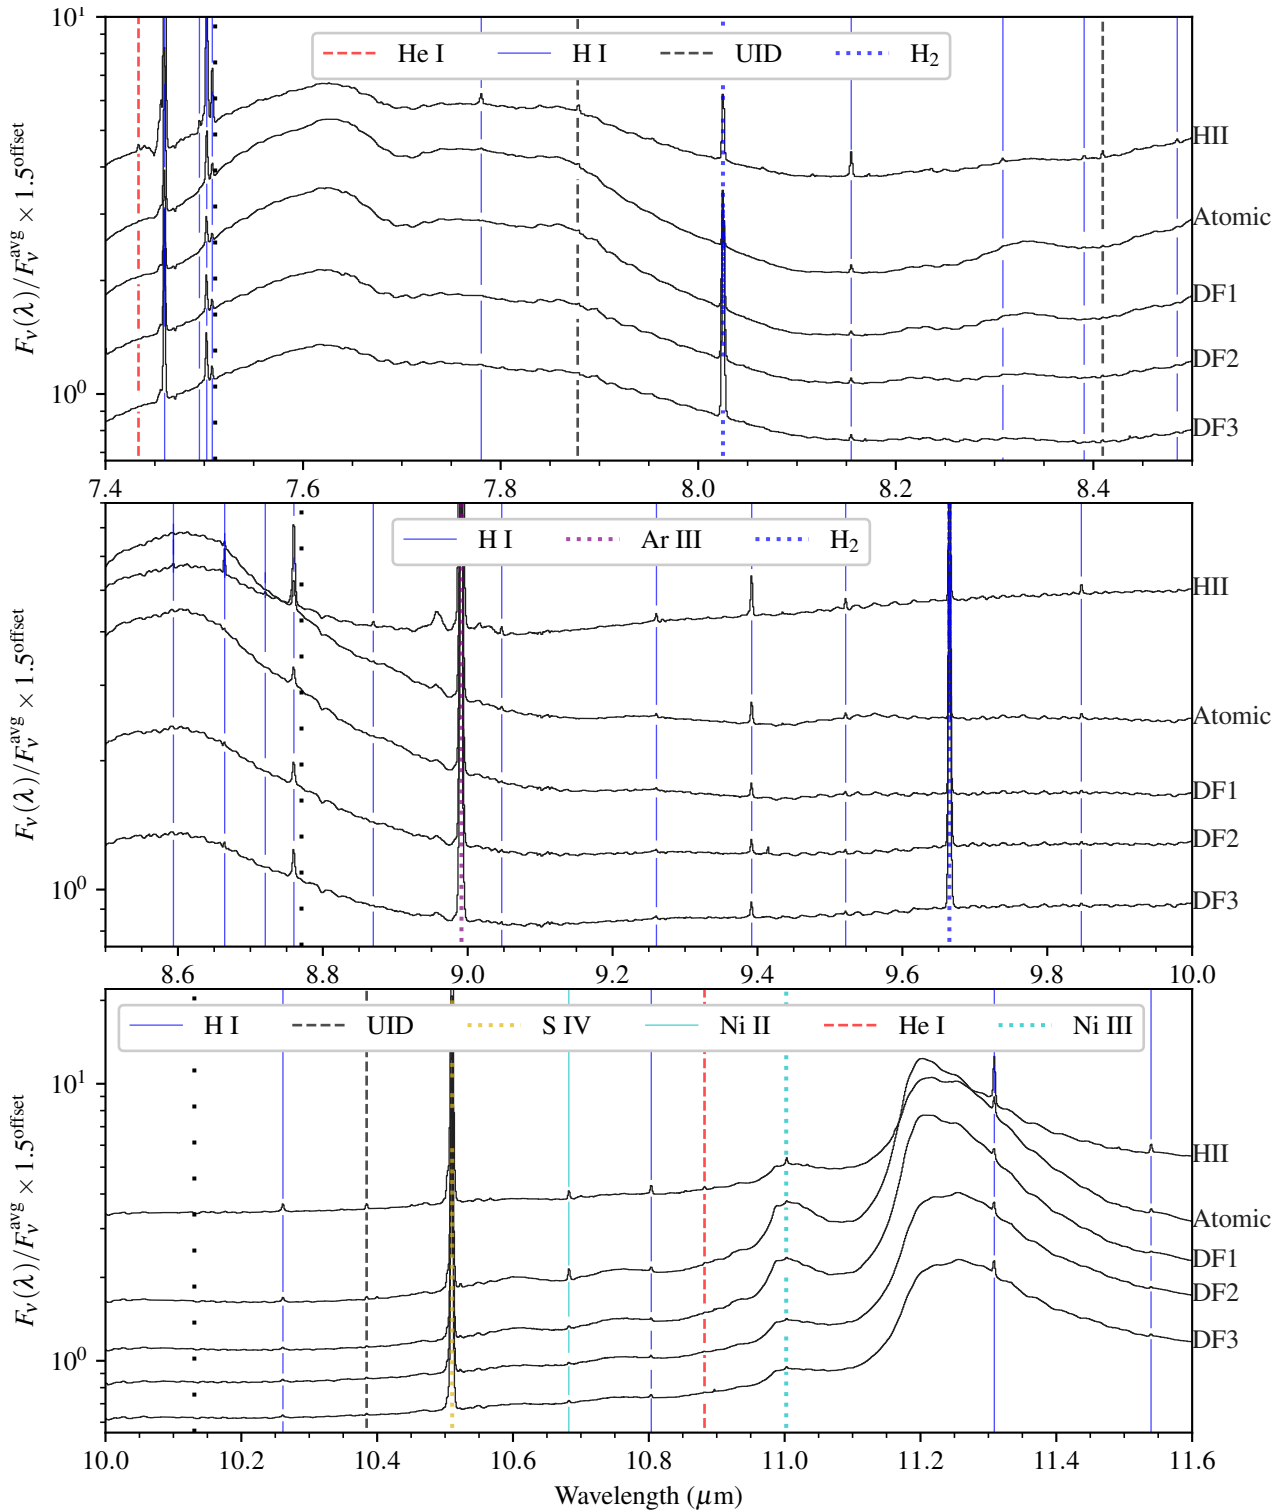 10¹
He I H I UID H₂
HII
Atomic
DF1
DF2
DF3
10⁰
Fν(λ)/Fν^avg × 1.5^offset
7.4 7.6 7.8 8.0 8.2 8.4
H I Ar III H₂
HII
Atomic
DF1
DF2
DF3
10⁰
Fν(λ)/Fν^avg × 1.5^offset
8.6 8.8 9.0 9.2 9.4 9.6 9.8 10.0
H I UID S IV Ni II He I Ni III
10¹
HII
Atomic
DF1
DF2
DF3
10⁰
Fν(λ)/Fν^avg × 1.5^offset
10.0 10.2 10.4 10.6 10.8 11.0 11.2 11.4 11.6
Wavelength (μm)